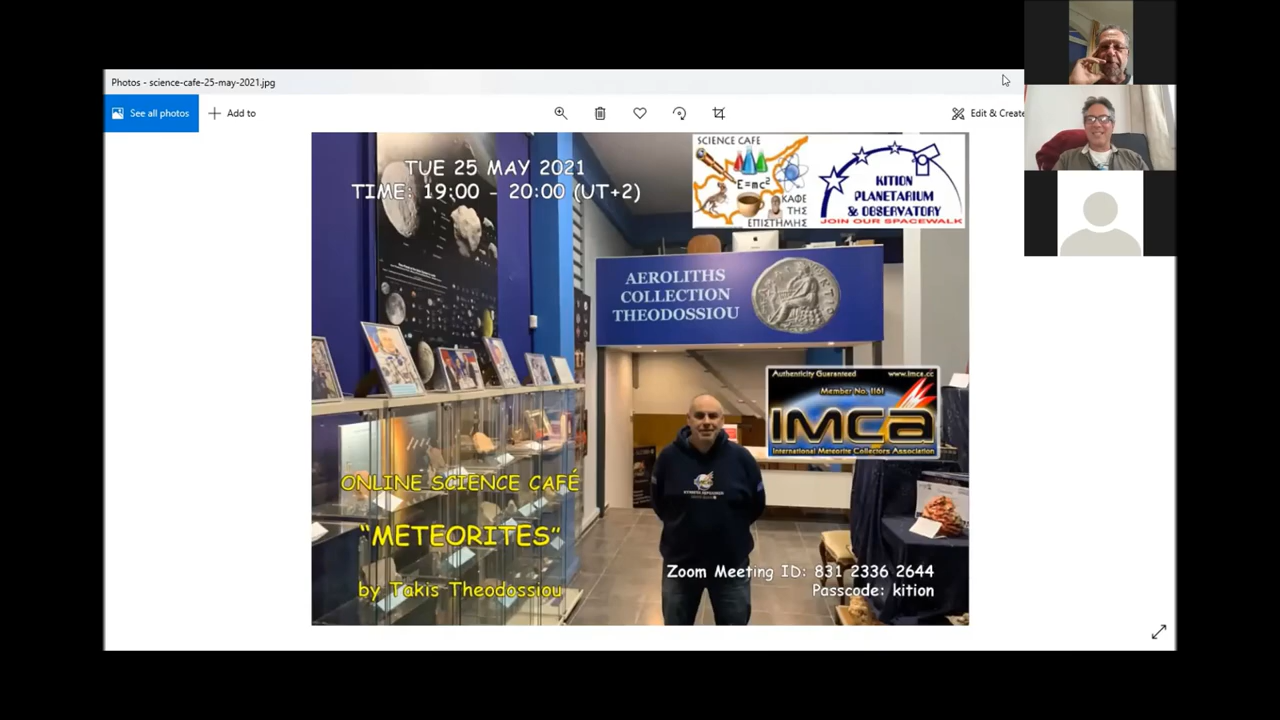 Photos - science-cafe-25-may-2021.jpg
See all photos
Add to
Edit & Create
TUE 25 MAY 2021
TIME: 19:00 - 20:00 (UT+2)
SCIENCE CAFE
E=mc²
ΚΑΦΕ
ΤΗΣ
ΕΠΙΣΤΗΜΗΣ
KITION
PLANETARIUM
& OBSERVATORY
JOIN OUR SPACEWALK
AEROLITHS
COLLECTION
THEODOSSIOU
Authenticity Guaranteed www.imca.cc
Member No. 1161
IMCA
International Meteorite Collectors Association
ONLINE SCIENCE CAFÉ
“METEORITES”
by Takis Theodossiou
Zoom Meeting ID: 831 2336 2644
Passcode: kition